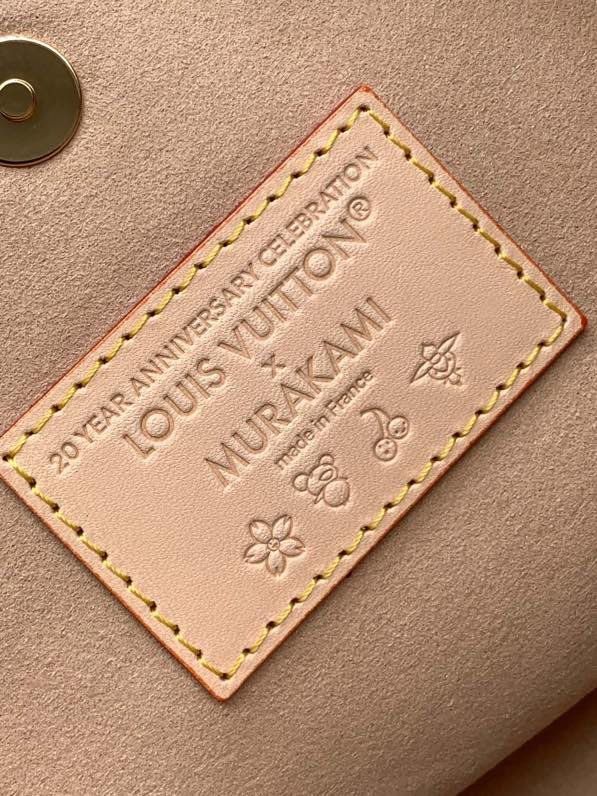 20 YEAR ANNIVERSARY CELEBRATION
LOUIS VUITTON®
X
MURAKAMI
made in France